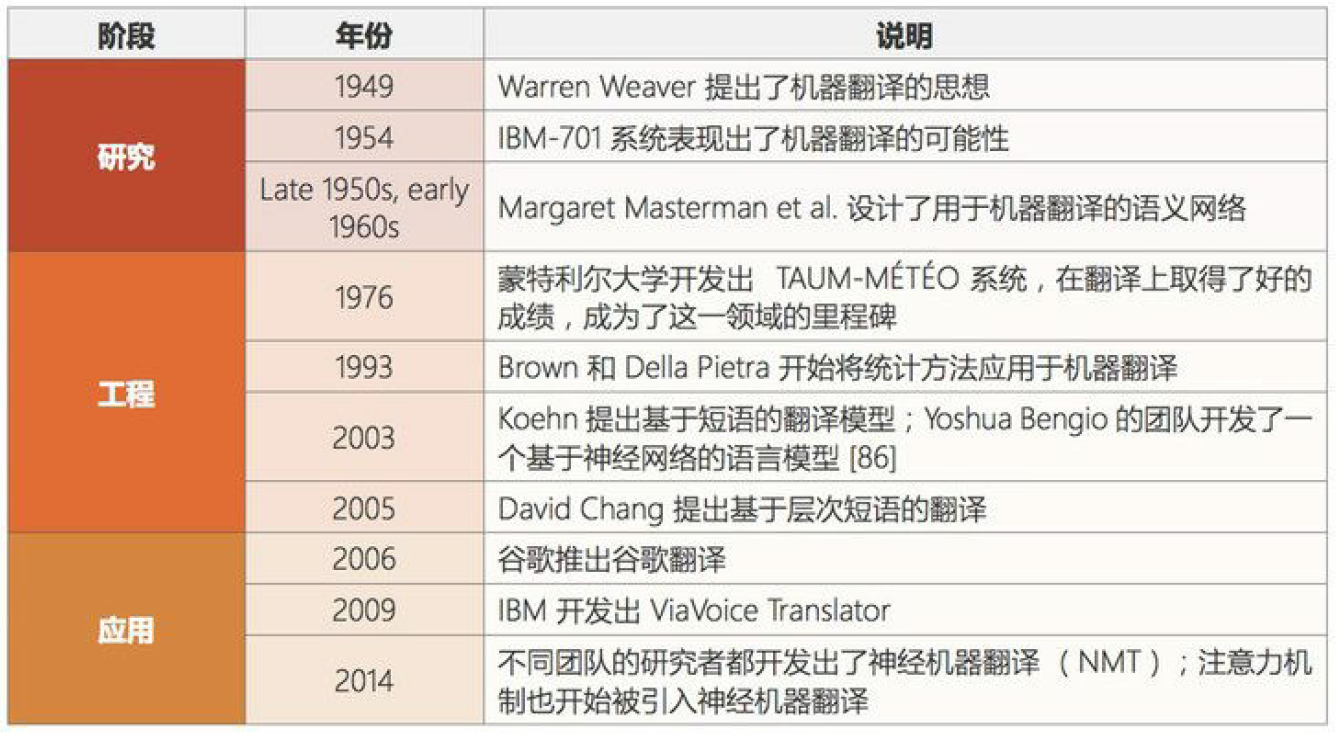 阶段 年份 说明
研究
1949 Warren Weaver 提出了机器翻译的思想
1954 IBM-701 系统表现出了机器翻译的可能性
Late 1950s, early
1960s
Margaret Masterman et al. 设计了用于机器翻译的语义网络
工程
1976
蒙特利尔大学开发出 TAUM-MÉTÉO 系统，在翻译上取得了好的
成绩，成为了这一领域的里程碑
1993 Brown 和 Della Pietra 开始将统计方法应用于机器翻译
2003
Koehn 提出基于短语的翻译模型；Yoshua Bengio 的团队开发了一
个基于神经网络的语言模型 [86]
2005 David Chang 提出基于层次短语的翻译
应用
2006 谷歌推出谷歌翻译
2009 IBM 开发出 ViaVoice Translator
2014
不同团队的研究者都开发出了神经机器翻译（NMT）；注意力机
制也开始被引入神经机器翻译